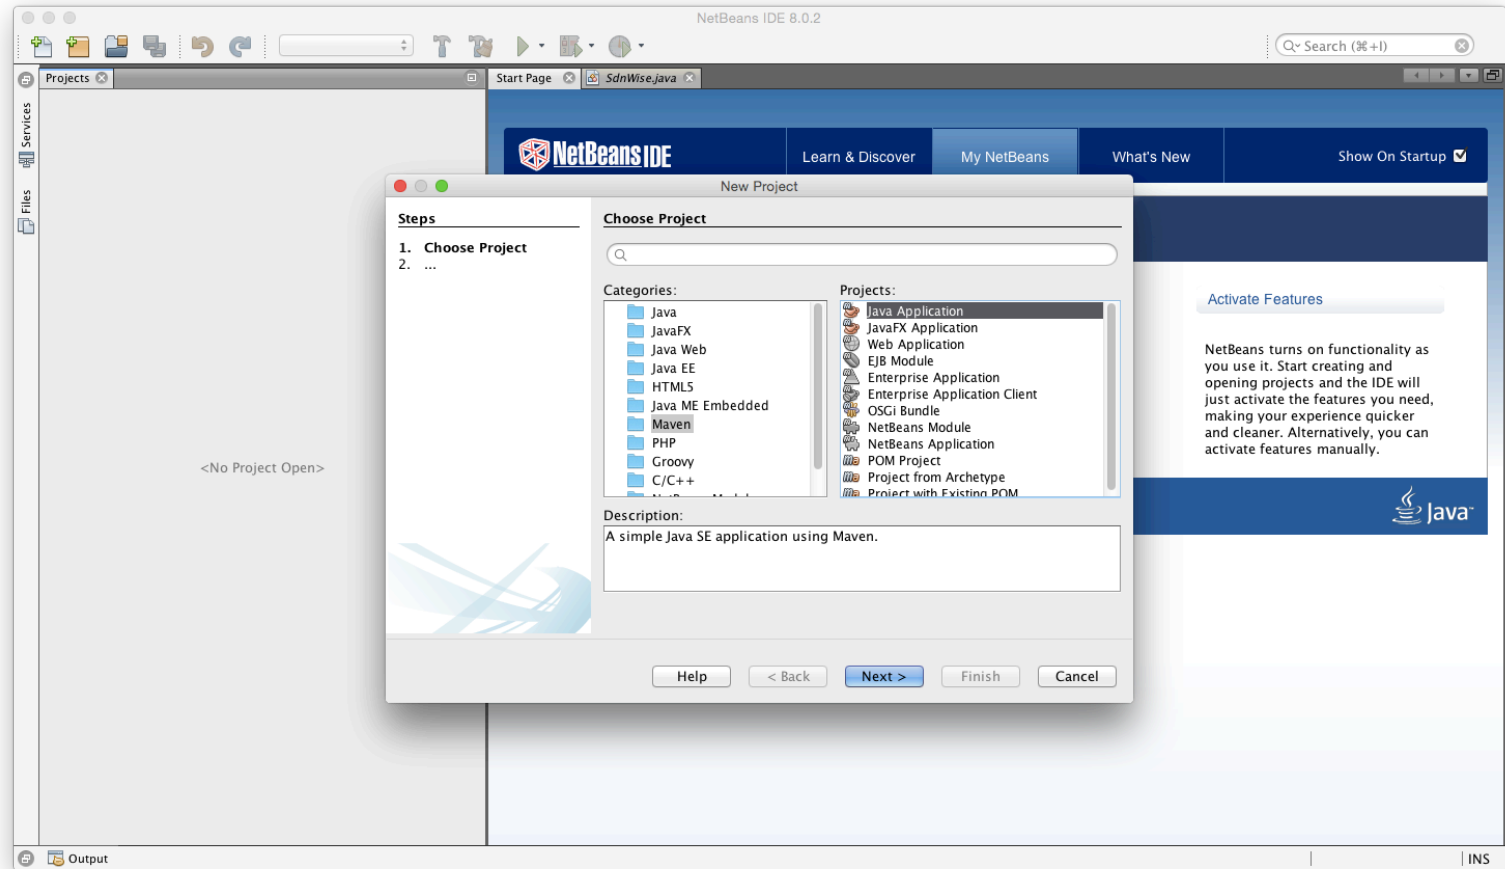 NetBeans IDE 8.0.2
Search (⌘+I)
Projects
Start Page
SdnWise.java
Services
Files
NetBeans IDE
Learn & Discover
My NetBeans
What's New
Show On Startup
New Project
Steps
1. Choose Project
2. ...
Choose Project
Categories:
Java
JavaFX
Java Web
Java EE
HTML5
Java ME Embedded
Maven
PHP
Groovy
C/C++
Projects:
Java Application
JavaFX Application
Web Application
EJB Module
Enterprise Application
Enterprise Application Client
OSGi Bundle
NetBeans Module
NetBeans Application
POM Project
Project from Archetype
Project with Existing POM
Description:
A simple Java SE application using Maven.
Help
< Back
Next >
Finish
Cancel
<No Project Open>
Activate Features
NetBeans turns on functionality as
you use it. Start creating and
opening projects and the IDE will
just activate the features you need,
making your experience quicker
and cleaner. Alternatively, you can
activate features manually.
Java
Output
INS